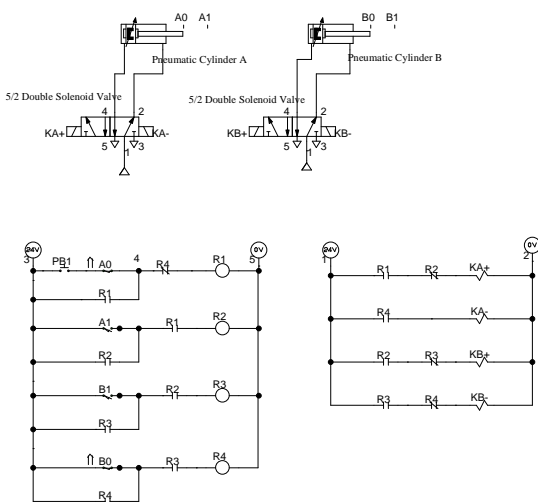 A0 A1
B0 B1
Pneumatic Cylinder A
Pneumatic Cylinder B
5/2 Double Solenoid Valve
5/2 Double Solenoid Valve
4 2
4 2
KA+ KA-
KB+ KB-
5 1 3
5 1 3
24V 0V
24V 0V
3 PB1 A0 4 R4 R1 5
R1
A1 R1 R2
R2
B1 R2 R3
R3
B0 R3 R4
R4
1 2
R1 R2 KA+
R4 KA-
R2 R3 KB+
R3 R4 KB-